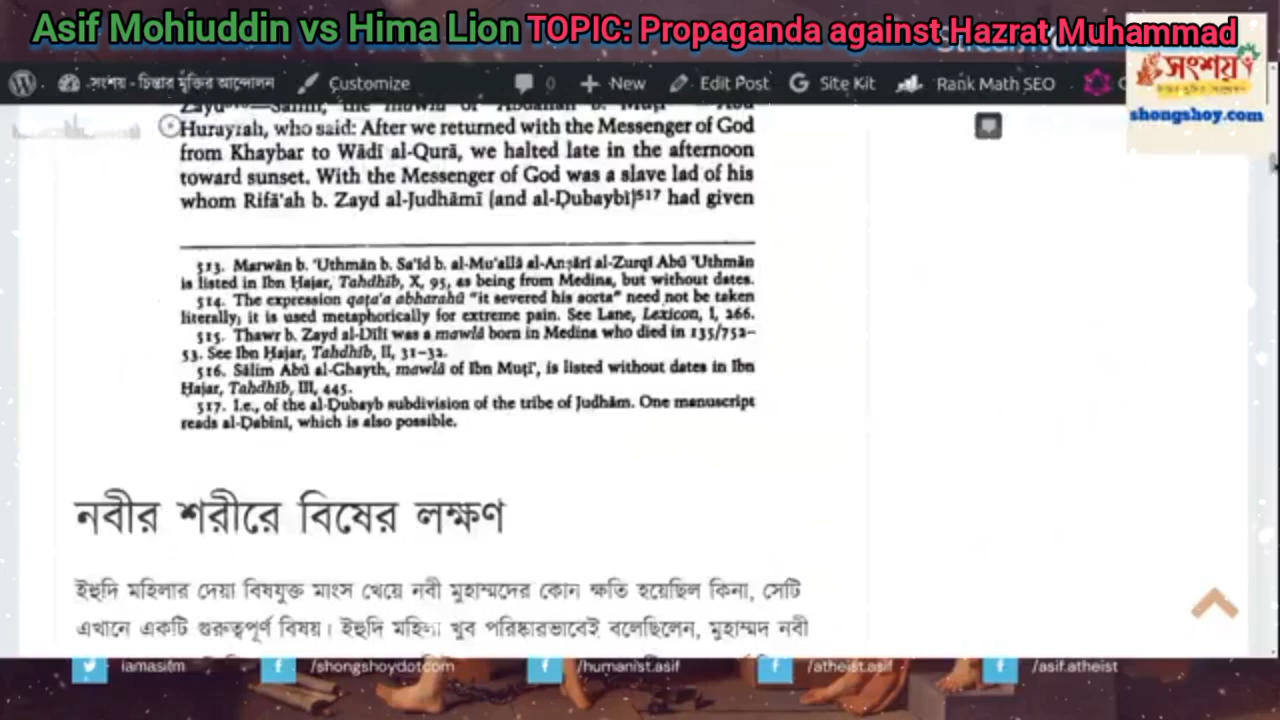 Asif Mohiuddin vs Hima Lion TOPIC: Propaganda against Hazrat Muhammad
সংশয়
shongshoy.com
সংশয় - চিন্তার মুক্তির আন্দোলন Customize 0 New Edit Post Site Kit Rank Math SEO
Hurayrah, who said: After we returned with the Messenger of God
from Khaybar to Wādī al-Qurā, we halted late in the afternoon
toward sunset. With the Messenger of God was a slave lad of his
whom Rifā'ah b. Zayd al-Judhāmī (and al-Ḍubaybī)517 had given
513. Marwān b. 'Uthmān b. Sa'īd b. al-Mu'allā al-Anṣārī al-Zurqī Abū 'Uthmān
is listed in Ibn Ḥajar, Tahdhīb, X, 95, as being from Medina, but without dates.
514. The expression qaṭa'a abharahū "it severed his aorta" need not be taken
literally; it is used metaphorically for extreme pain. See Lane, Lexicon, I, 266.
515. Thawr b. Zayd al-Dīlī was a mawlā born in Medina who died in 135/752–
53. See Ibn Ḥajar, Tahdhīb, II, 31–32.
516. Sālim Abū al-Ghayth, mawlā of Ibn Muṭī', is listed without dates in Ibn
Ḥajar, Tahdhīb, III, 445.
517. I.e., of the al-Ḍubayb subdivision of the tribe of Judhām. One manuscript
reads al-Ḍabīnī, which is also possible.
নবীর শরীরে বিষের লক্ষণ
ইহুদি মহিলার দেয়া বিষযুক্ত মাংস খেয়ে নবী মুহাম্মদের কোন ক্ষতি হয়েছিল কিনা, সেটি
এখানে একটি গুরুত্বপূর্ণ বিষয়। ইহুদি মহিলা খুব পরিষ্কারভাবেই বলেছিলেন, মুহাম্মদ নবী
iamasifm /shongshoydotcom /humanist.asif /atheist.asif /asif.atheist